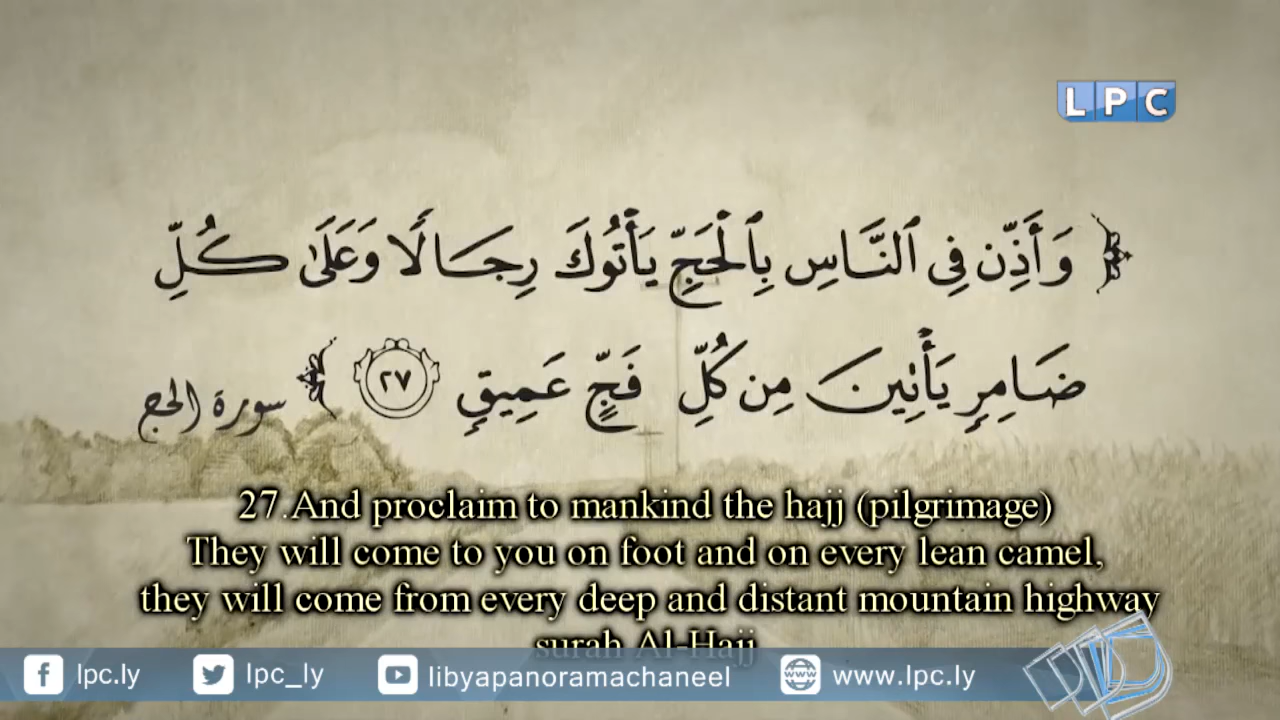 LPC
﴿ وَأَذِّن فِى ٱلنَّاسِ بِٱلْحَجِّ يَأْتُوكَ رِجَالًا وَعَلَىٰ كُلِّ
ضَامِرٍ يَأْتِينَ مِن كُلِّ فَجٍّ عَمِيقٍ ٢٧ ﴾ سورة الحج
27.And proclaim to mankind the hajj (pilgrimage)
They will come to you on foot and on every lean camel,
they will come from every deep and distant mountain highway
surah Al-Hajj
lpc.ly lpc_ly libyapanoramachaneel www.lpc.ly